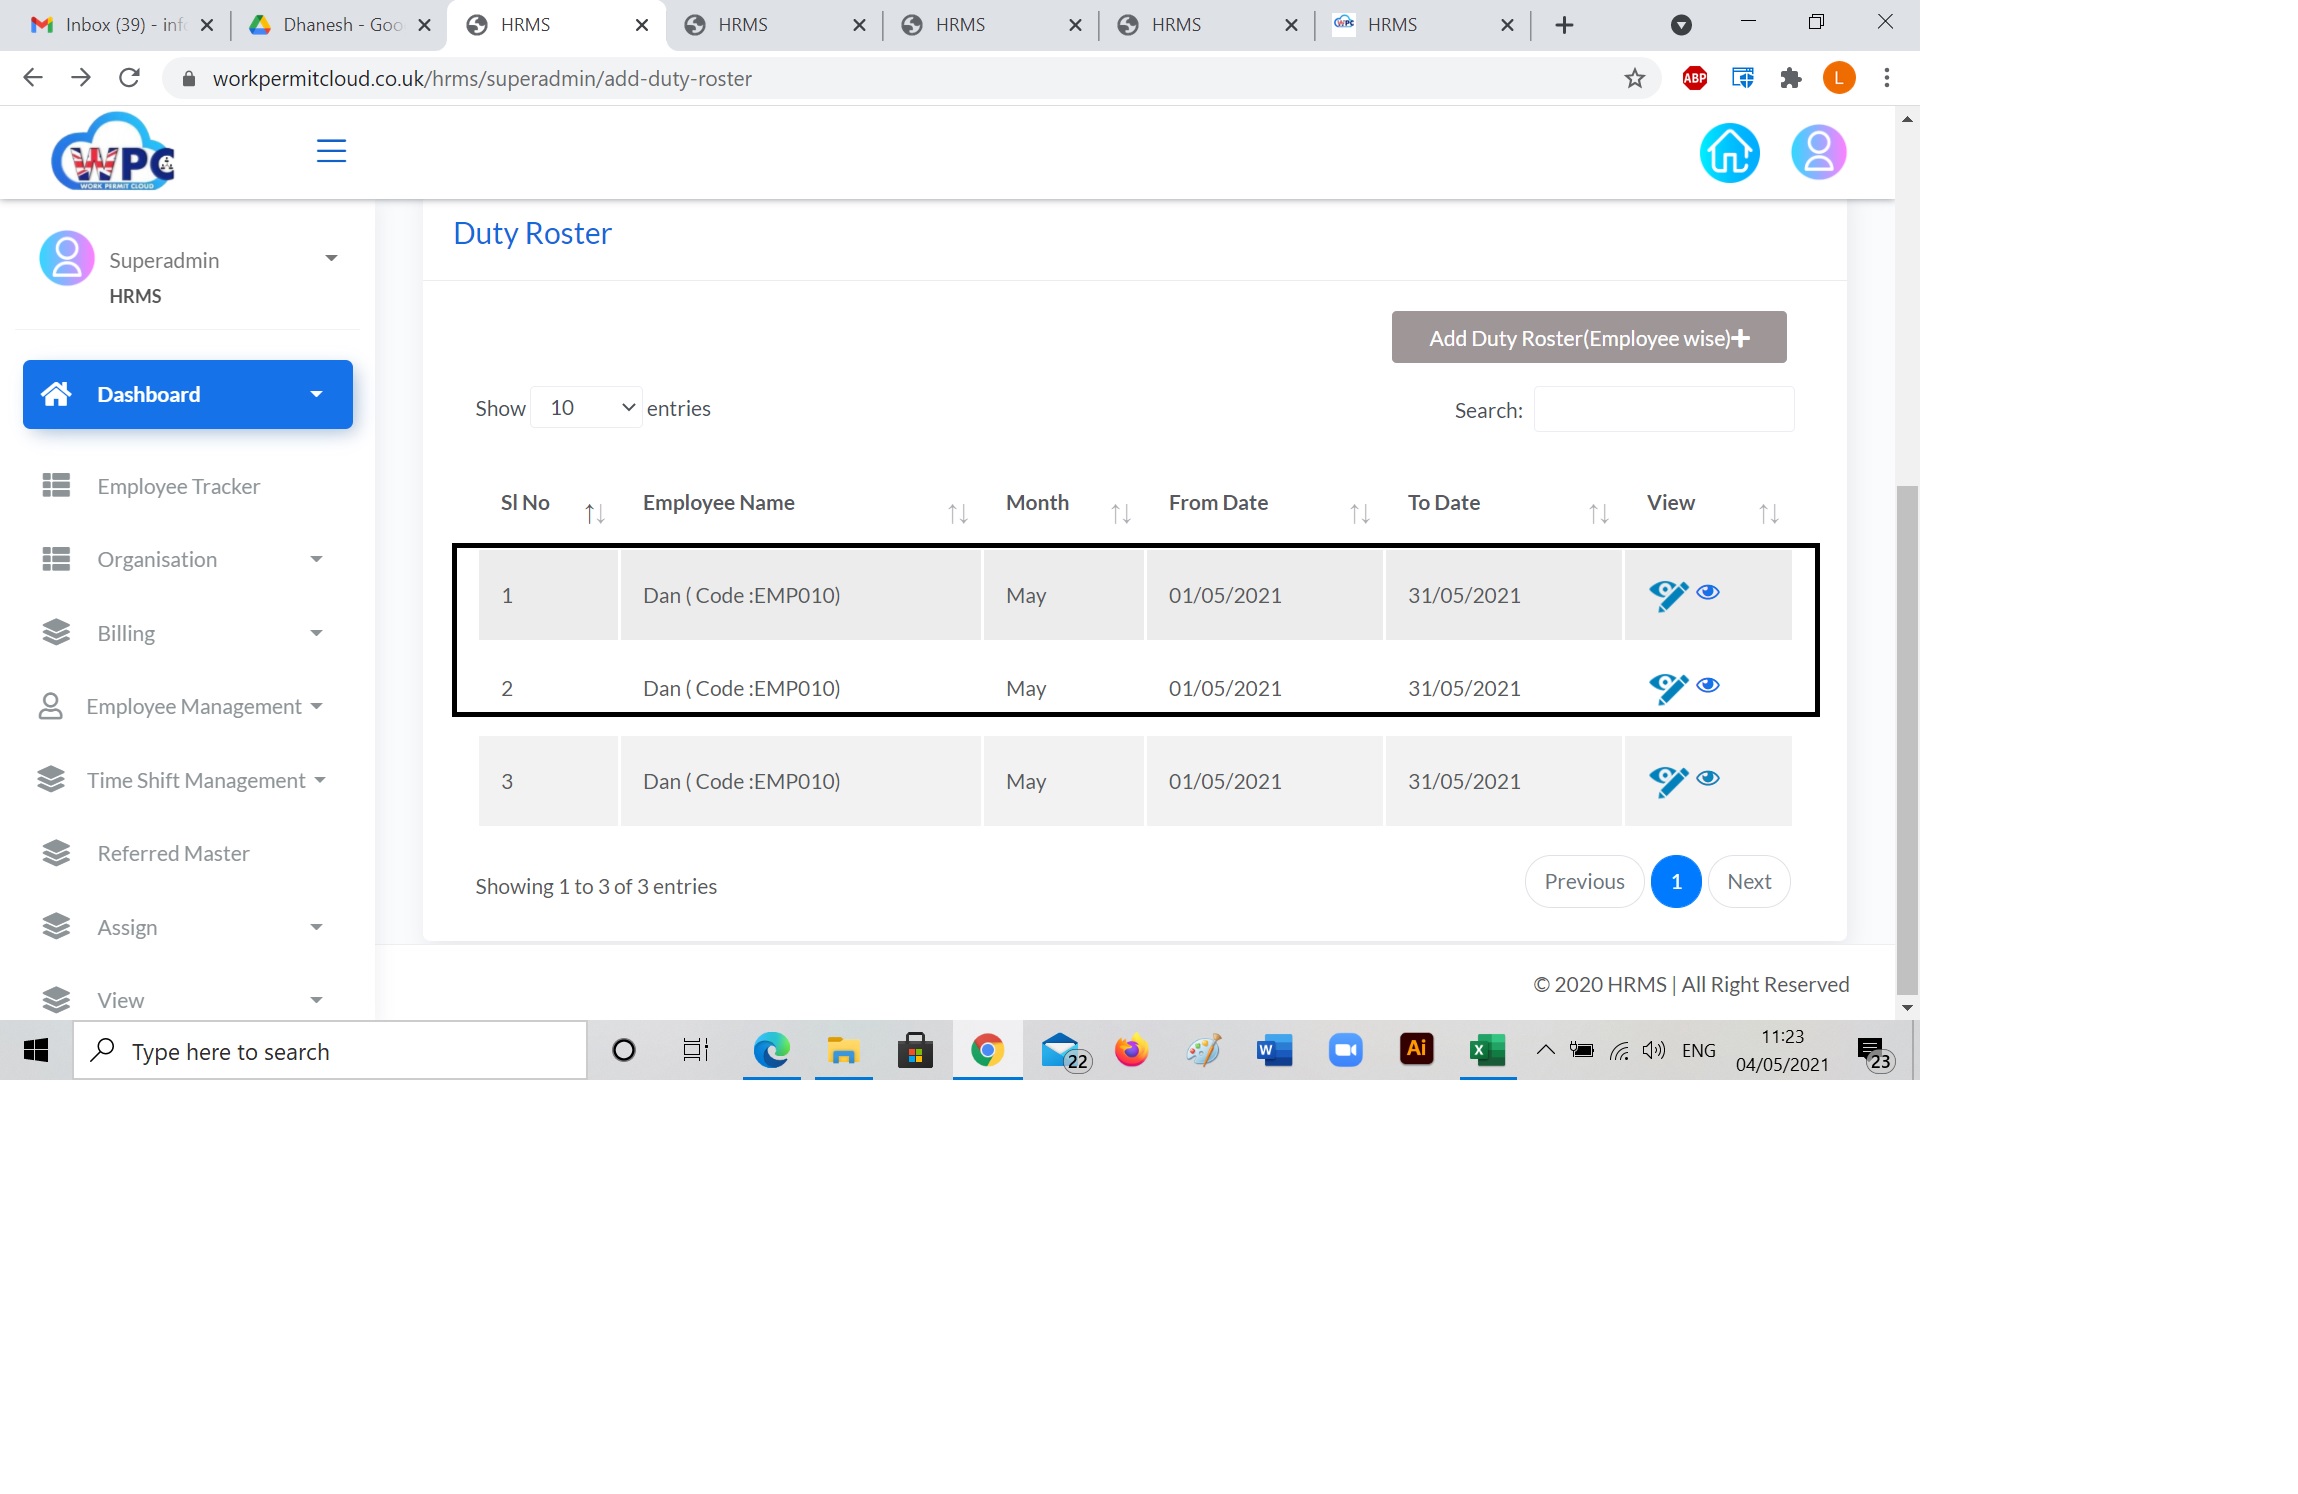 Inbox (39) - inf
Dhanesh - Goo
HRMS
HRMS
HRMS
HRMS
WPC
HRMS
workpermitcloud.co.uk/hrms/superadmin/add-duty-roster
ABP
L
WPC
WORK PERMIT CLOUD
Superadmin
HRMS
Dashboard
Employee Tracker
Organisation
Billing
Employee Management
Time Shift Management
Referred Master
Assign
View
Duty Roster
Add Duty Roster(Employee wise)
Show 10 entries
Search:
Sl No Employee Name Month From Date To Date View
1 Dan ( Code :EMP010) May 01/05/2021 31/05/2021
2 Dan ( Code :EMP010) May 01/05/2021 31/05/2021
3 Dan ( Code :EMP010) May 01/05/2021 31/05/2021
Showing 1 to 3 of 3 entries
Previous 1 Next
© 2020 HRMS | All Right Reserved
Type here to search
22
W
Ai
X
ENG
11:23
04/05/2021
23